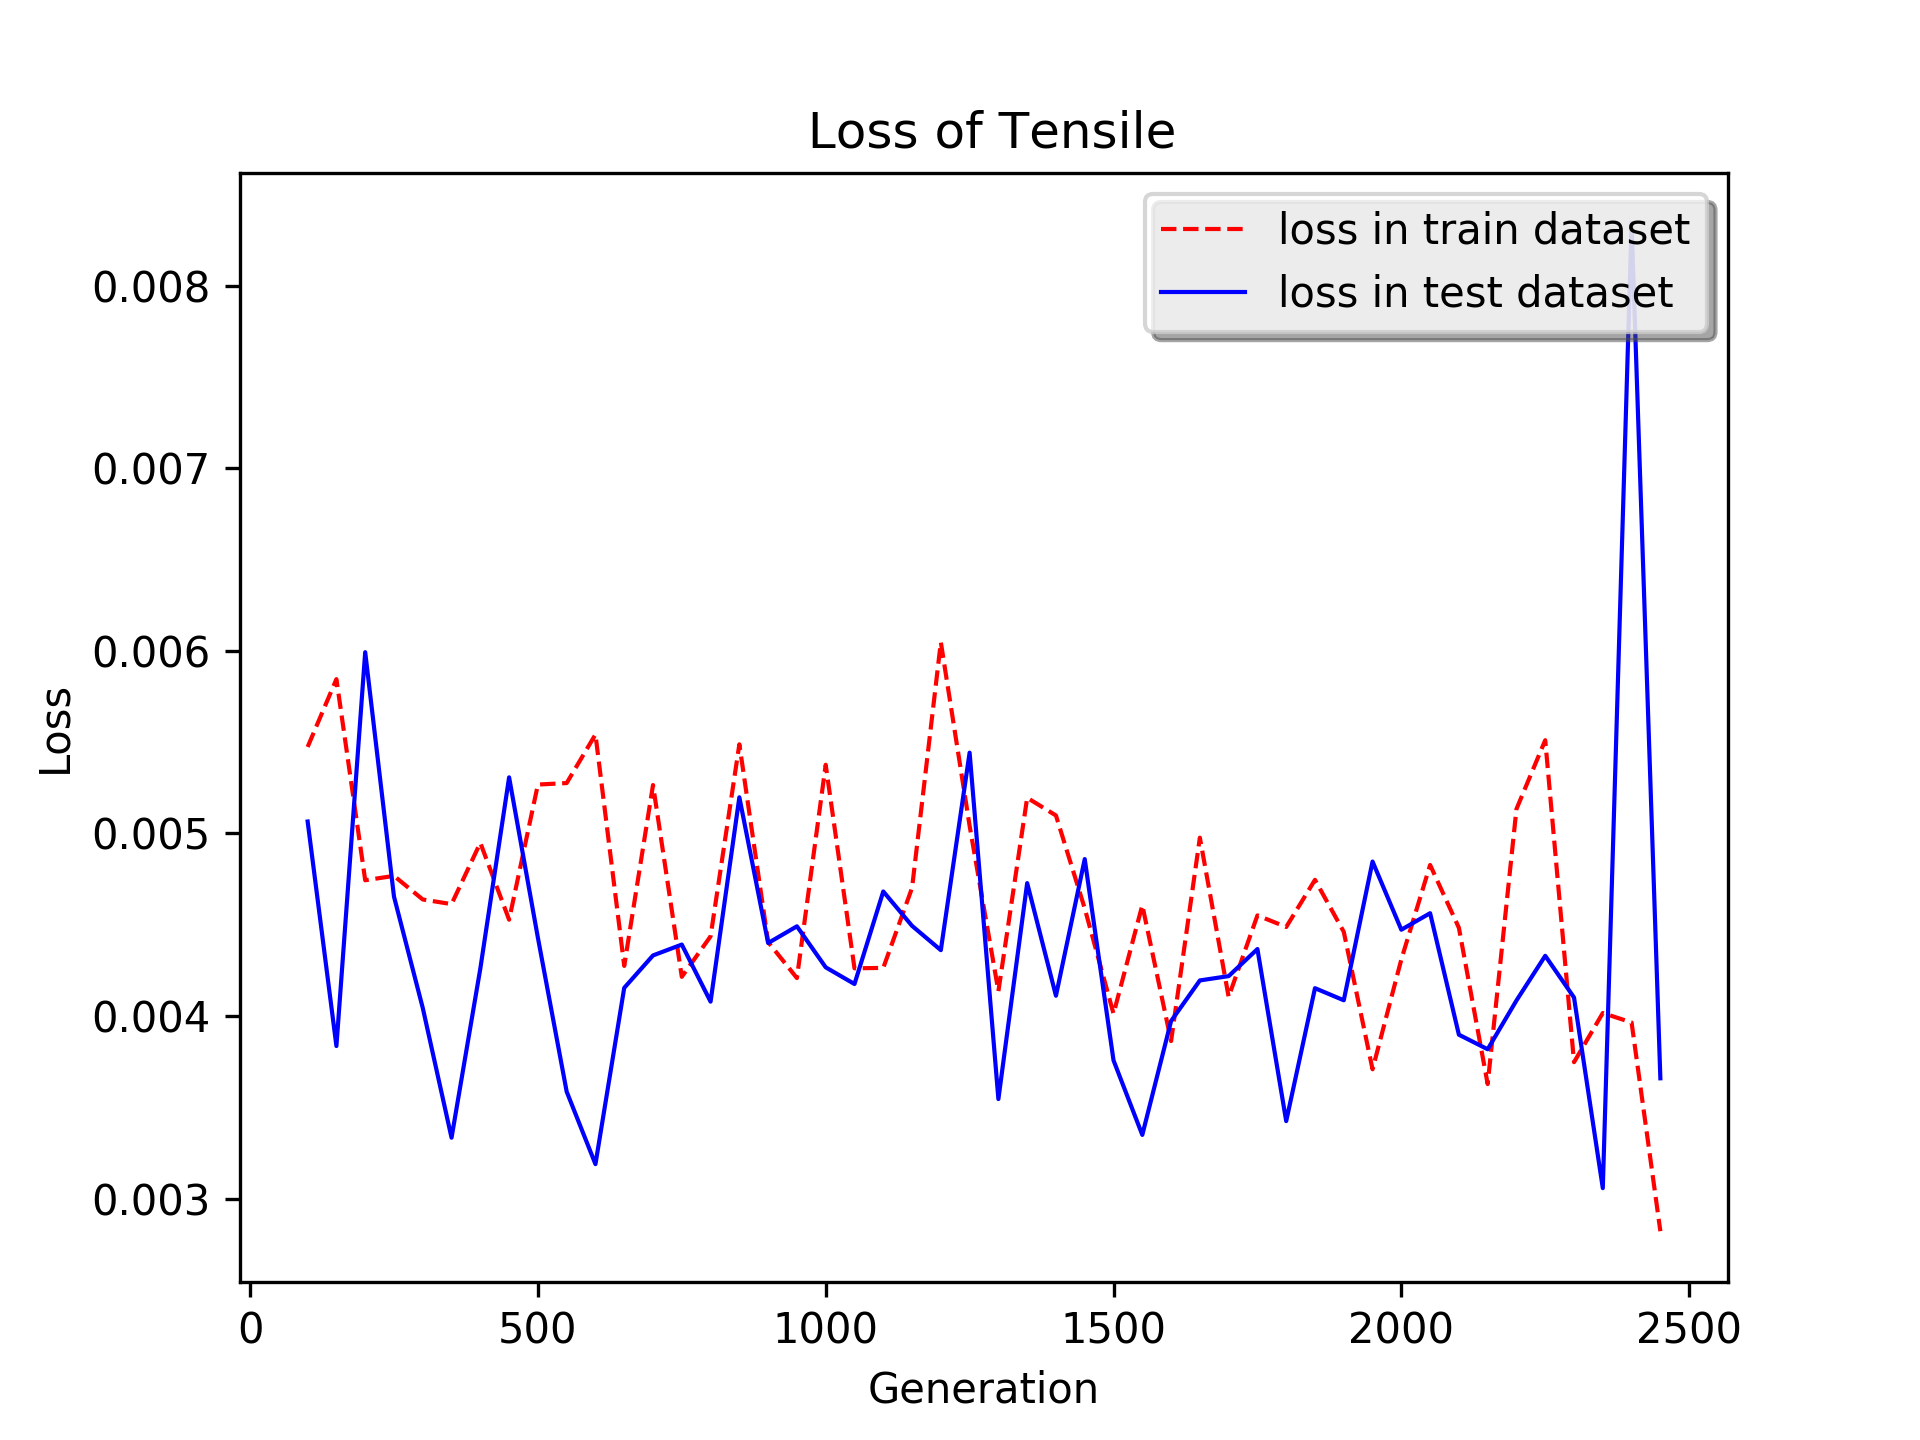 Loss of Tensile
loss in train dataset
loss in test dataset
0.008
0.007
0.006
0.005
0.004
0.003
Loss
0 500 1000 1500 2000 2500
Generation